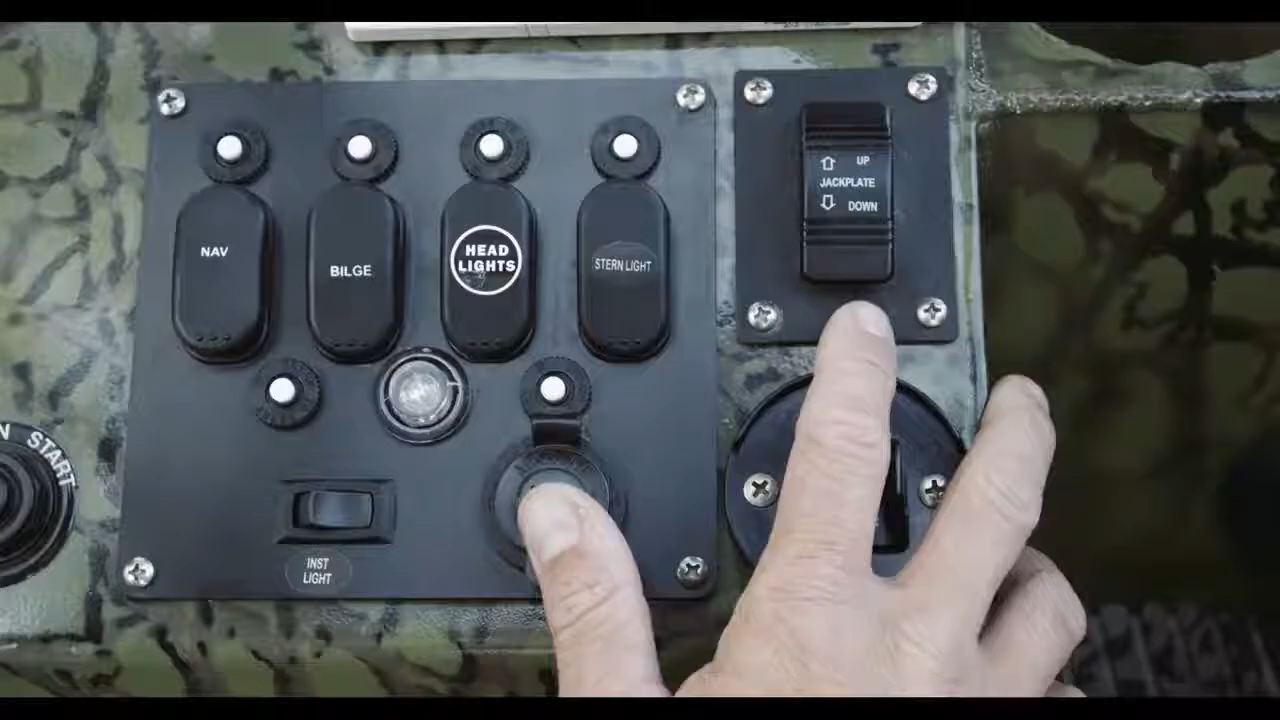 NAV
BILGE
HEAD
LIGHTS
STERN LIGHT
UP
JACKPLATE
DOWN
START
INST
LIGHT